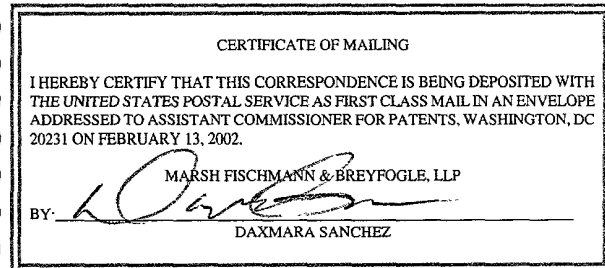 CERTIFICATE OF MAILING
I HEREBY CERTIFY THAT THIS CORRESPONDENCE IS BEING DEPOSITED WITH
THE UNITED STATES POSTAL SERVICE AS FIRST CLASS MAIL IN AN ENVELOPE
ADDRESSED TO ASSISTANT COMMISSIONER FOR PATENTS, WASHINGTON, DC
20231 ON FEBRUARY 13, 2002.
MARSH FISCHMANN & BREYFOGLE, LLP
BY:
DAXMARA SANCHEZ